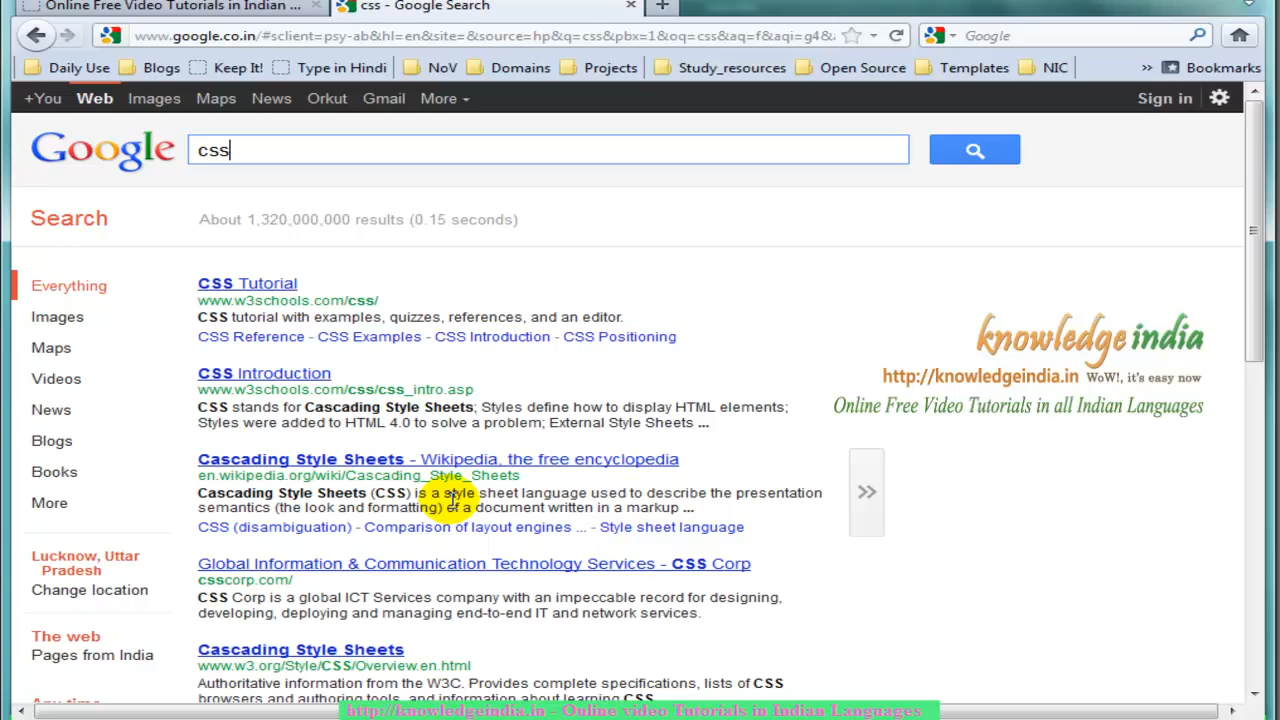 Online Free Video Tutorials in Indian ...
css - Google Search
www.google.co.in/#sclient=psy-ab&hl=en&site=&source=hp&q=css&pbx=1&oq=css&aq=f&aqi=g4&
Google
Daily Use Blogs Keep It! Type in Hindi NoV Domains Projects Study_resources Open Source Templates NIC » Bookmarks
+You Web Images Maps News Orkut Gmail More Sign in
Google css
Search About 1,320,000,000 results (0.15 seconds)
Everything
Images
Maps
Videos
News
Blogs
Books
More
Lucknow, Uttar
Pradesh
Change location
The web
Pages from India
Any time
CSS Tutorial
www.w3schools.com/css/
CSS tutorial with examples, quizzes, references, and an editor.
CSS Reference - CSS Examples - CSS Introduction - CSS Positioning
CSS Introduction
www.w3schools.com/css/css_intro.asp
CSS stands for Cascading Style Sheets; Styles define how to display HTML elements;
Styles were added to HTML 4.0 to solve a problem; External Style Sheets ...
Cascading Style Sheets - Wikipedia, the free encyclopedia
en.wikipedia.org/wiki/Cascading_Style_Sheets
Cascading Style Sheets (CSS) is a style sheet language used to describe the presentation
semantics (the look and formatting) of a document written in a markup ...
CSS (disambiguation) - Comparison of layout engines ... - Style sheet language
Global Information & Communication Technology Services - CSS Corp
csscorp.com/
CSS Corp is a global ICT Services company with an impeccable record for designing,
developing, deploying and managing end-to-end IT and network services.
Cascading Style Sheets
www.w3.org/Style/CSS/Overview.en.html
Authoritative information from the W3C. Provides complete specifications, lists of CSS
browsers and authoring tools, and information about learning CSS.
knowledge india
http://knowledgeindia.in WoW!, it's easy now
Online Free Video Tutorials in all Indian Languages
»
http://knowledgeindia.in - Online video Tutorials in Indian Languages